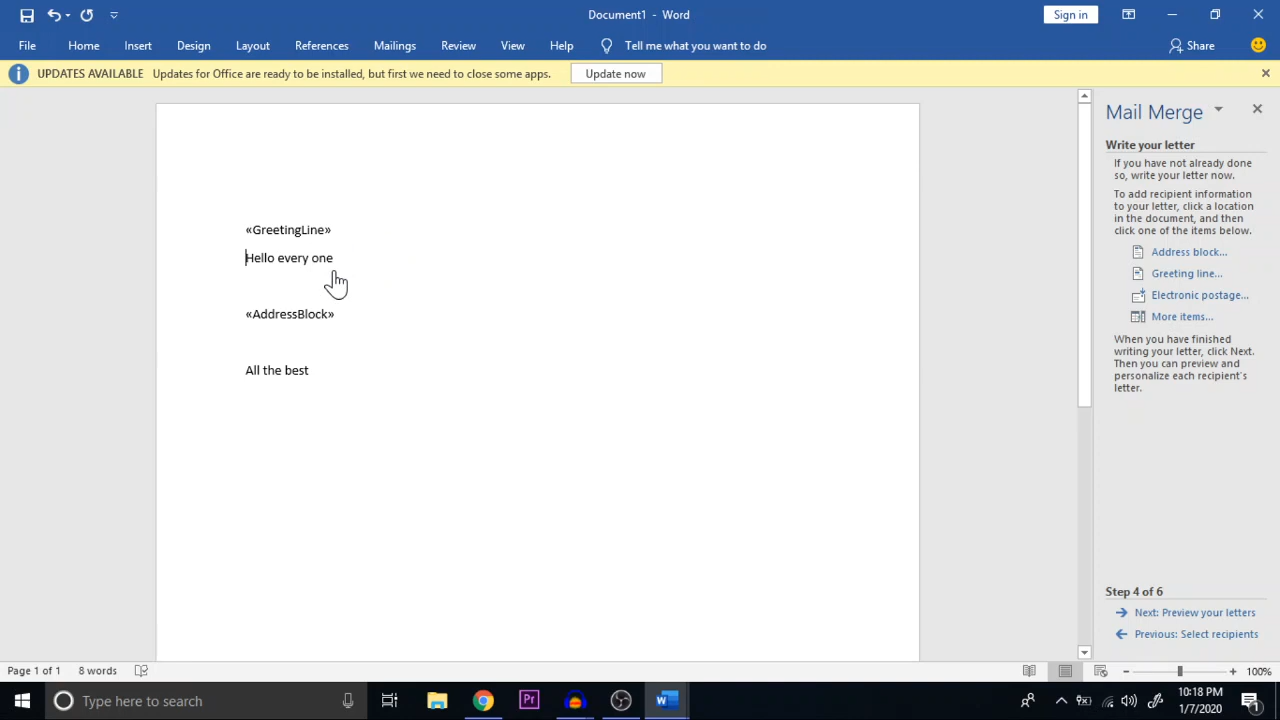 Document1 - Word
Sign in
File Home Insert Design Layout References Mailings Review View Help Tell me what you want to do Share
UPDATES AVAILABLE Updates for Office are ready to be installed, but first we need to close some apps. Update now
Mail Merge
Write your letter
If you have not already done
so, write your letter now.
To add recipient information
to your letter, click a location
in the document, and then
click one of the items below.
Address block...
Greeting line...
Electronic postage...
More items...
When you have finished
writing your letter, click Next.
Then you can preview and
personalize each recipient's
letter.
Step 4 of 6
Next: Preview your letters
Previous: Select recipients
«GreetingLine»
Hello every one
«AddressBlock»
All the best
Page 1 of 1 8 words 100%
Type here to search
Pr
10:18 PM
1/7/2020
1